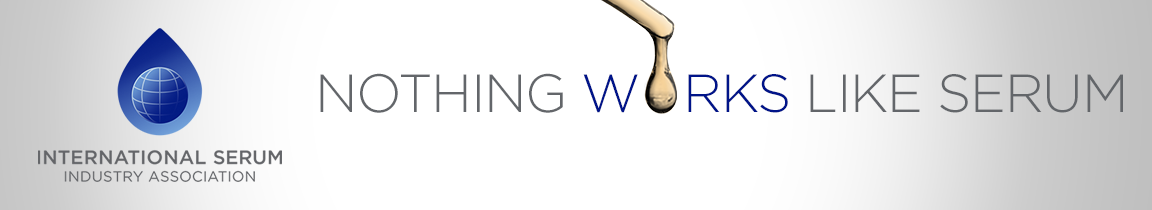 INTERNATIONAL SERUM
INDUSTRY ASSOCIATION
NOTHING WORKS LIKE SERUM